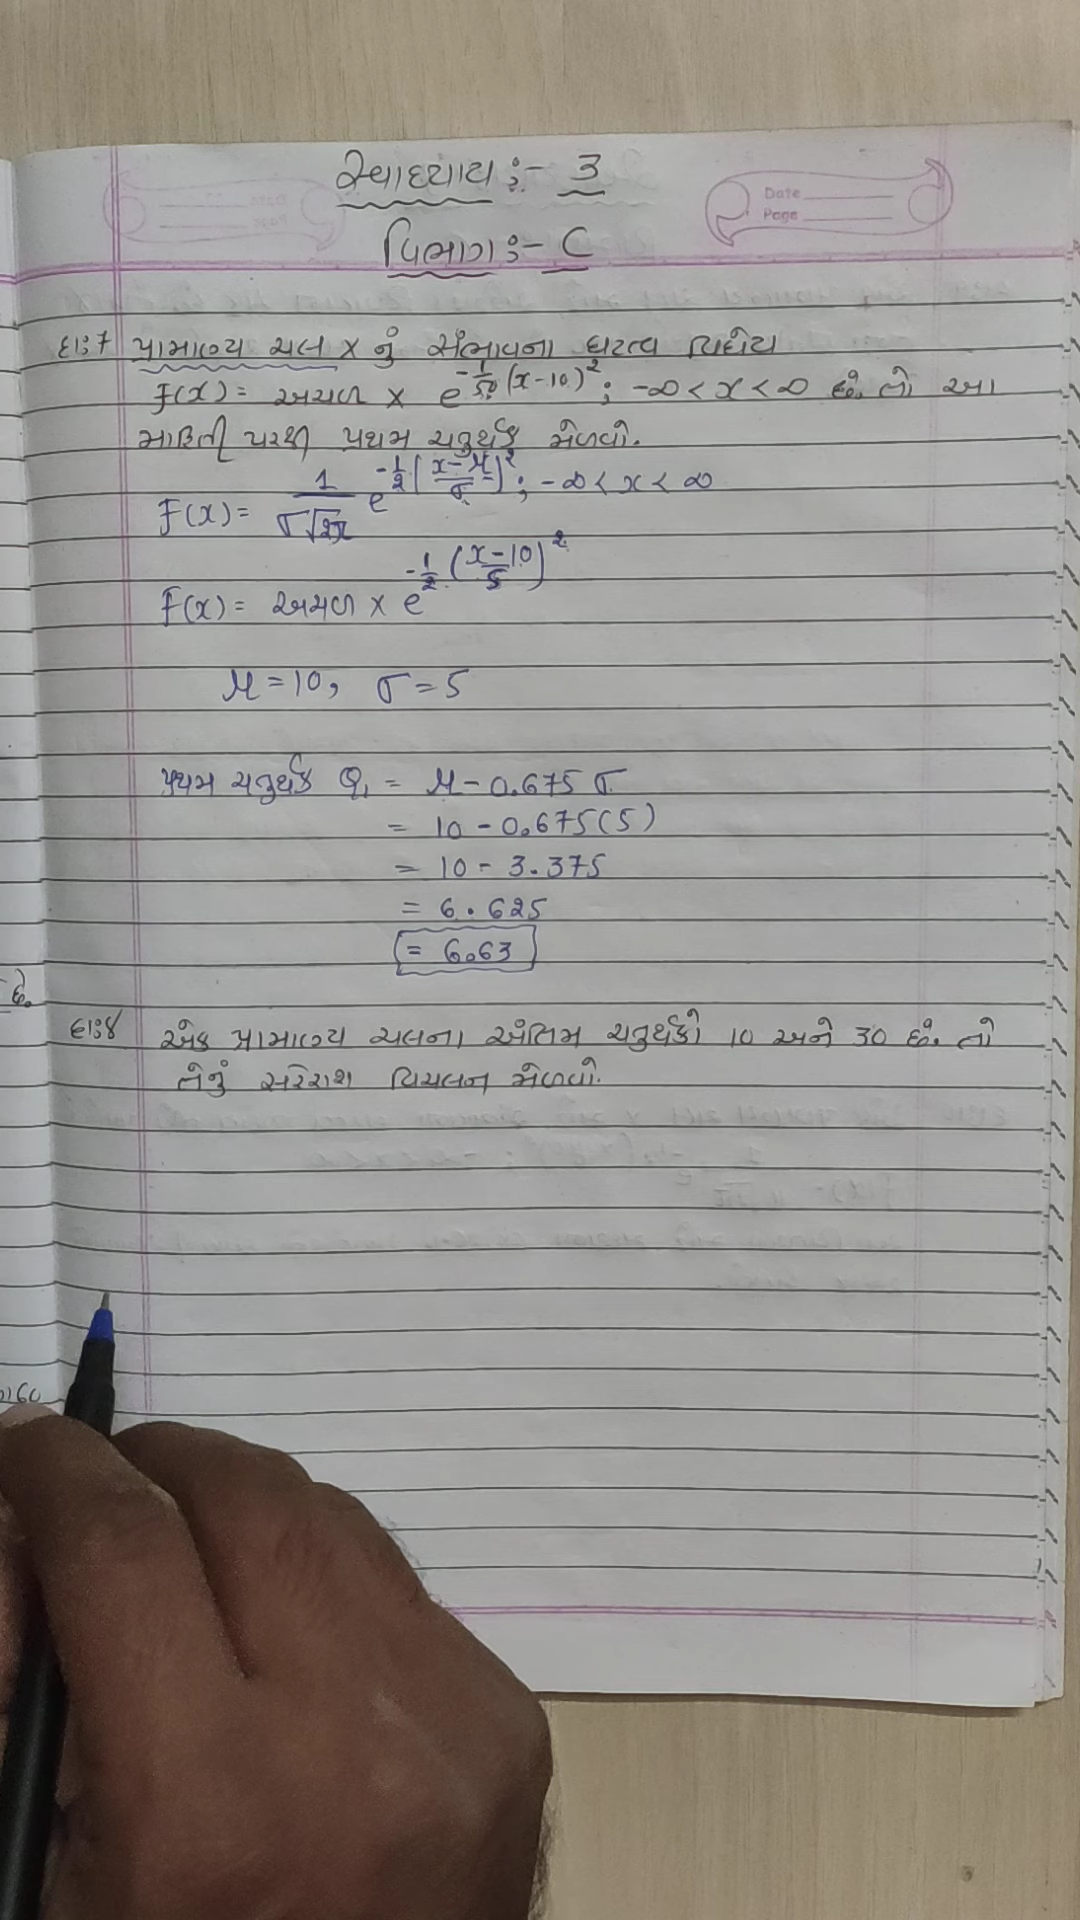 સ્વાધ્યાય :- 3
વિભાગ :- C
Date
Page
દા:7 પ્રામાણ્ય ચલ x નું સંભાવના ઘટત્વ વિધેય
f(x) = અચળ × e^{-1/50 (x-10)^2} ; -∞ < x < ∞ છે. તો આ
માહિતી પરથી પ્રથમ ચતુર્થક મેળવો.
f(x) = 1/(σ√2π) e^{-1/2 ((x-μ)/σ)^2} ; -∞ < x < ∞
f(x) = અચળ × e^{-1/2 ((x-10)/5)^2}
μ = 10, σ = 5
પ્રથમ ચતુર્થક Q₁ = μ - 0.675 σ
= 10 - 0.675(5)
= 10 - 3.375
= 6.625
= 6.63
છે.
દા:8 એક પ્રામાણ્ય ચલના અંતિમ ચતુર્થકો 10 અને 30 છે. તો
તેનું સરેરાશ વિચલન મેળવો.